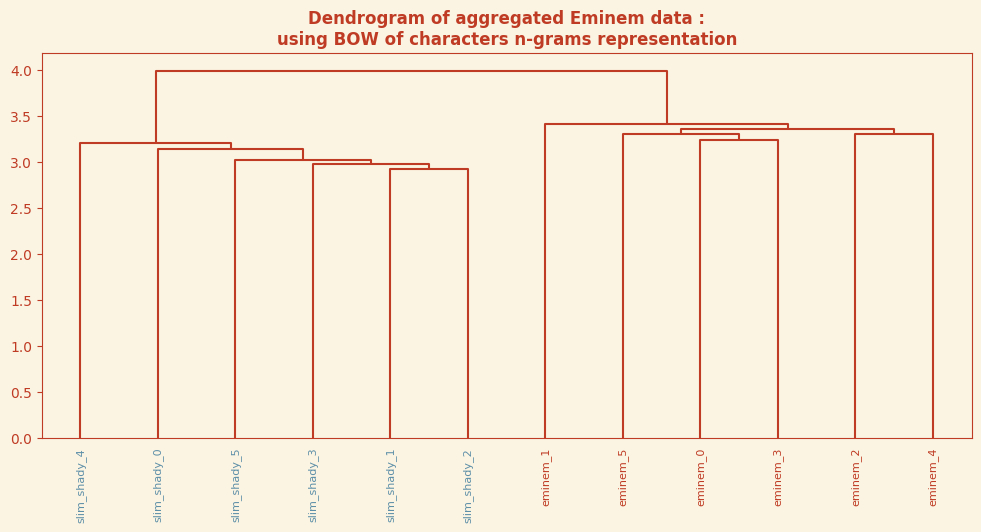 Dendrogram of aggregated Eminem data :
using BOW of characters n-grams representation
4.0
3.5
3.0
2.5
2.0
1.5
1.0
0.5
0.0
slim_shady_4
slim_shady_0
slim_shady_5
slim_shady_3
slim_shady_1
slim_shady_2
eminem_1
eminem_5
eminem_0
eminem_3
eminem_2
eminem_4